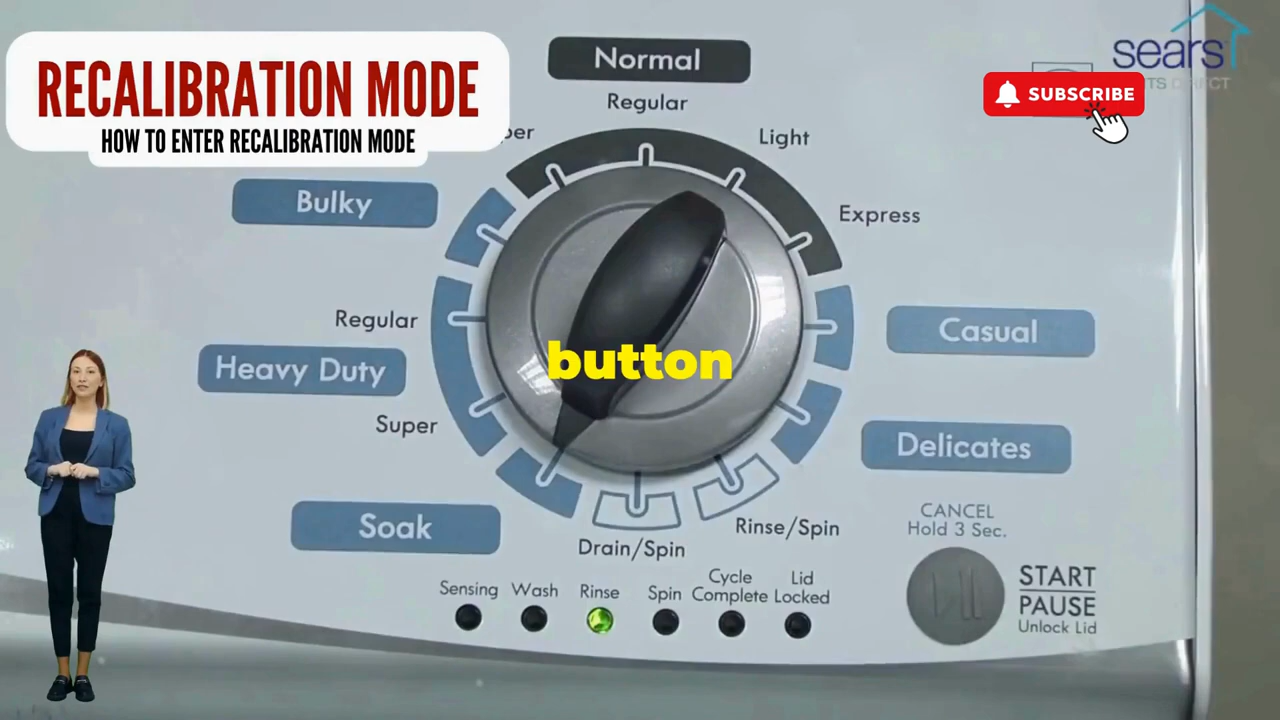 sears
RECALIBRATION MODE
HOW TO ENTER RECALIBRATION MODE
SUBSCRIBE
DIRECT
Normal
Regular
Light
Bulky
Express
Regular
Casual
Heavy Duty
button
Super
Delicates
Soak
Rinse/Spin
Drain/Spin
CANCEL
Hold 3 Sec.
Sensing
Wash
Rinse
Spin
Cycle
Complete
Lid
Locked
START
PAUSE
Unlock Lid